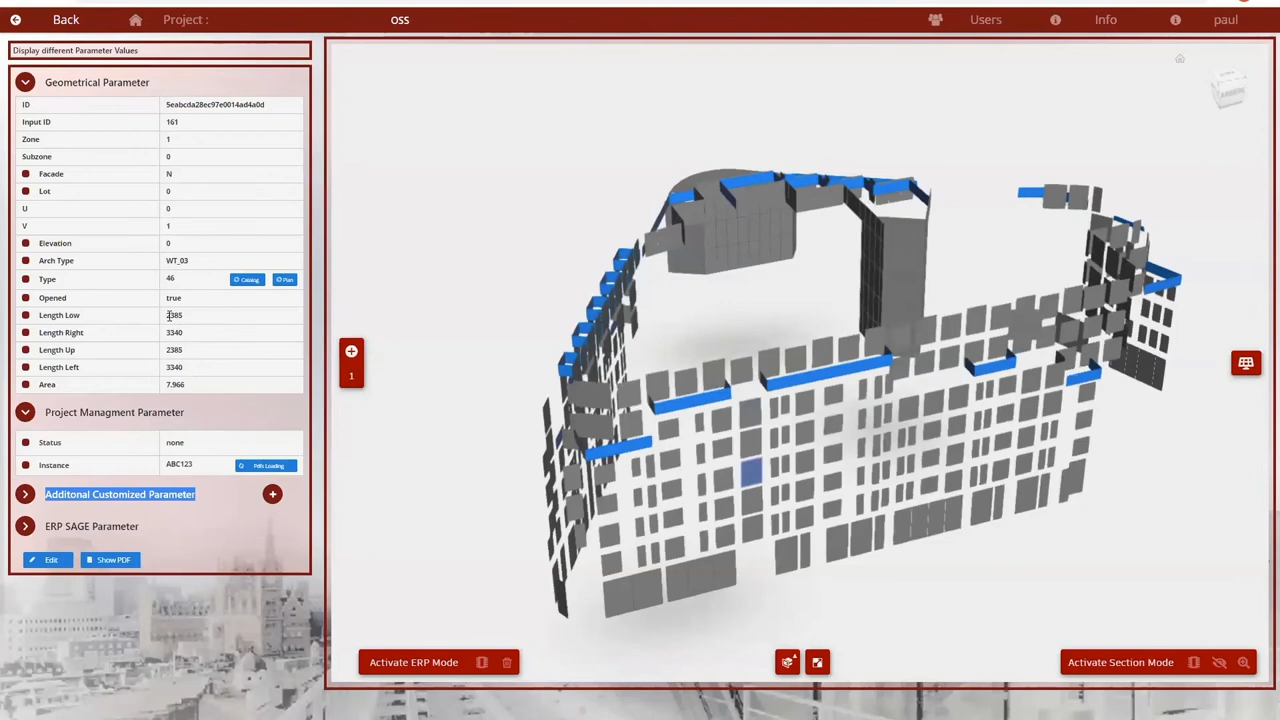 Back
Project :
oss
Users
Info
paul
Display different Parameter Values
Geometrical Parameter
ID 5eabcda28ec97e0014ad4a0d
Input ID 161
Zone 1
Subzone 0
Facade N
Lot 0
U 0
V 1
Elevation 0
Arch Type WT_03
Type 46 Catalog Plan
Opened true
Length Low 2385
Length Right 3340
Length Up 2385
Length Left 3340
Area 7.966
Project Managment Parameter
Status none
Instance ABC123 Pdfs Loading
Additonal Customized Parameter
ERP SAGE Parameter
Edit Show PDF
1
Activate ERP Mode
Activate Section Mode